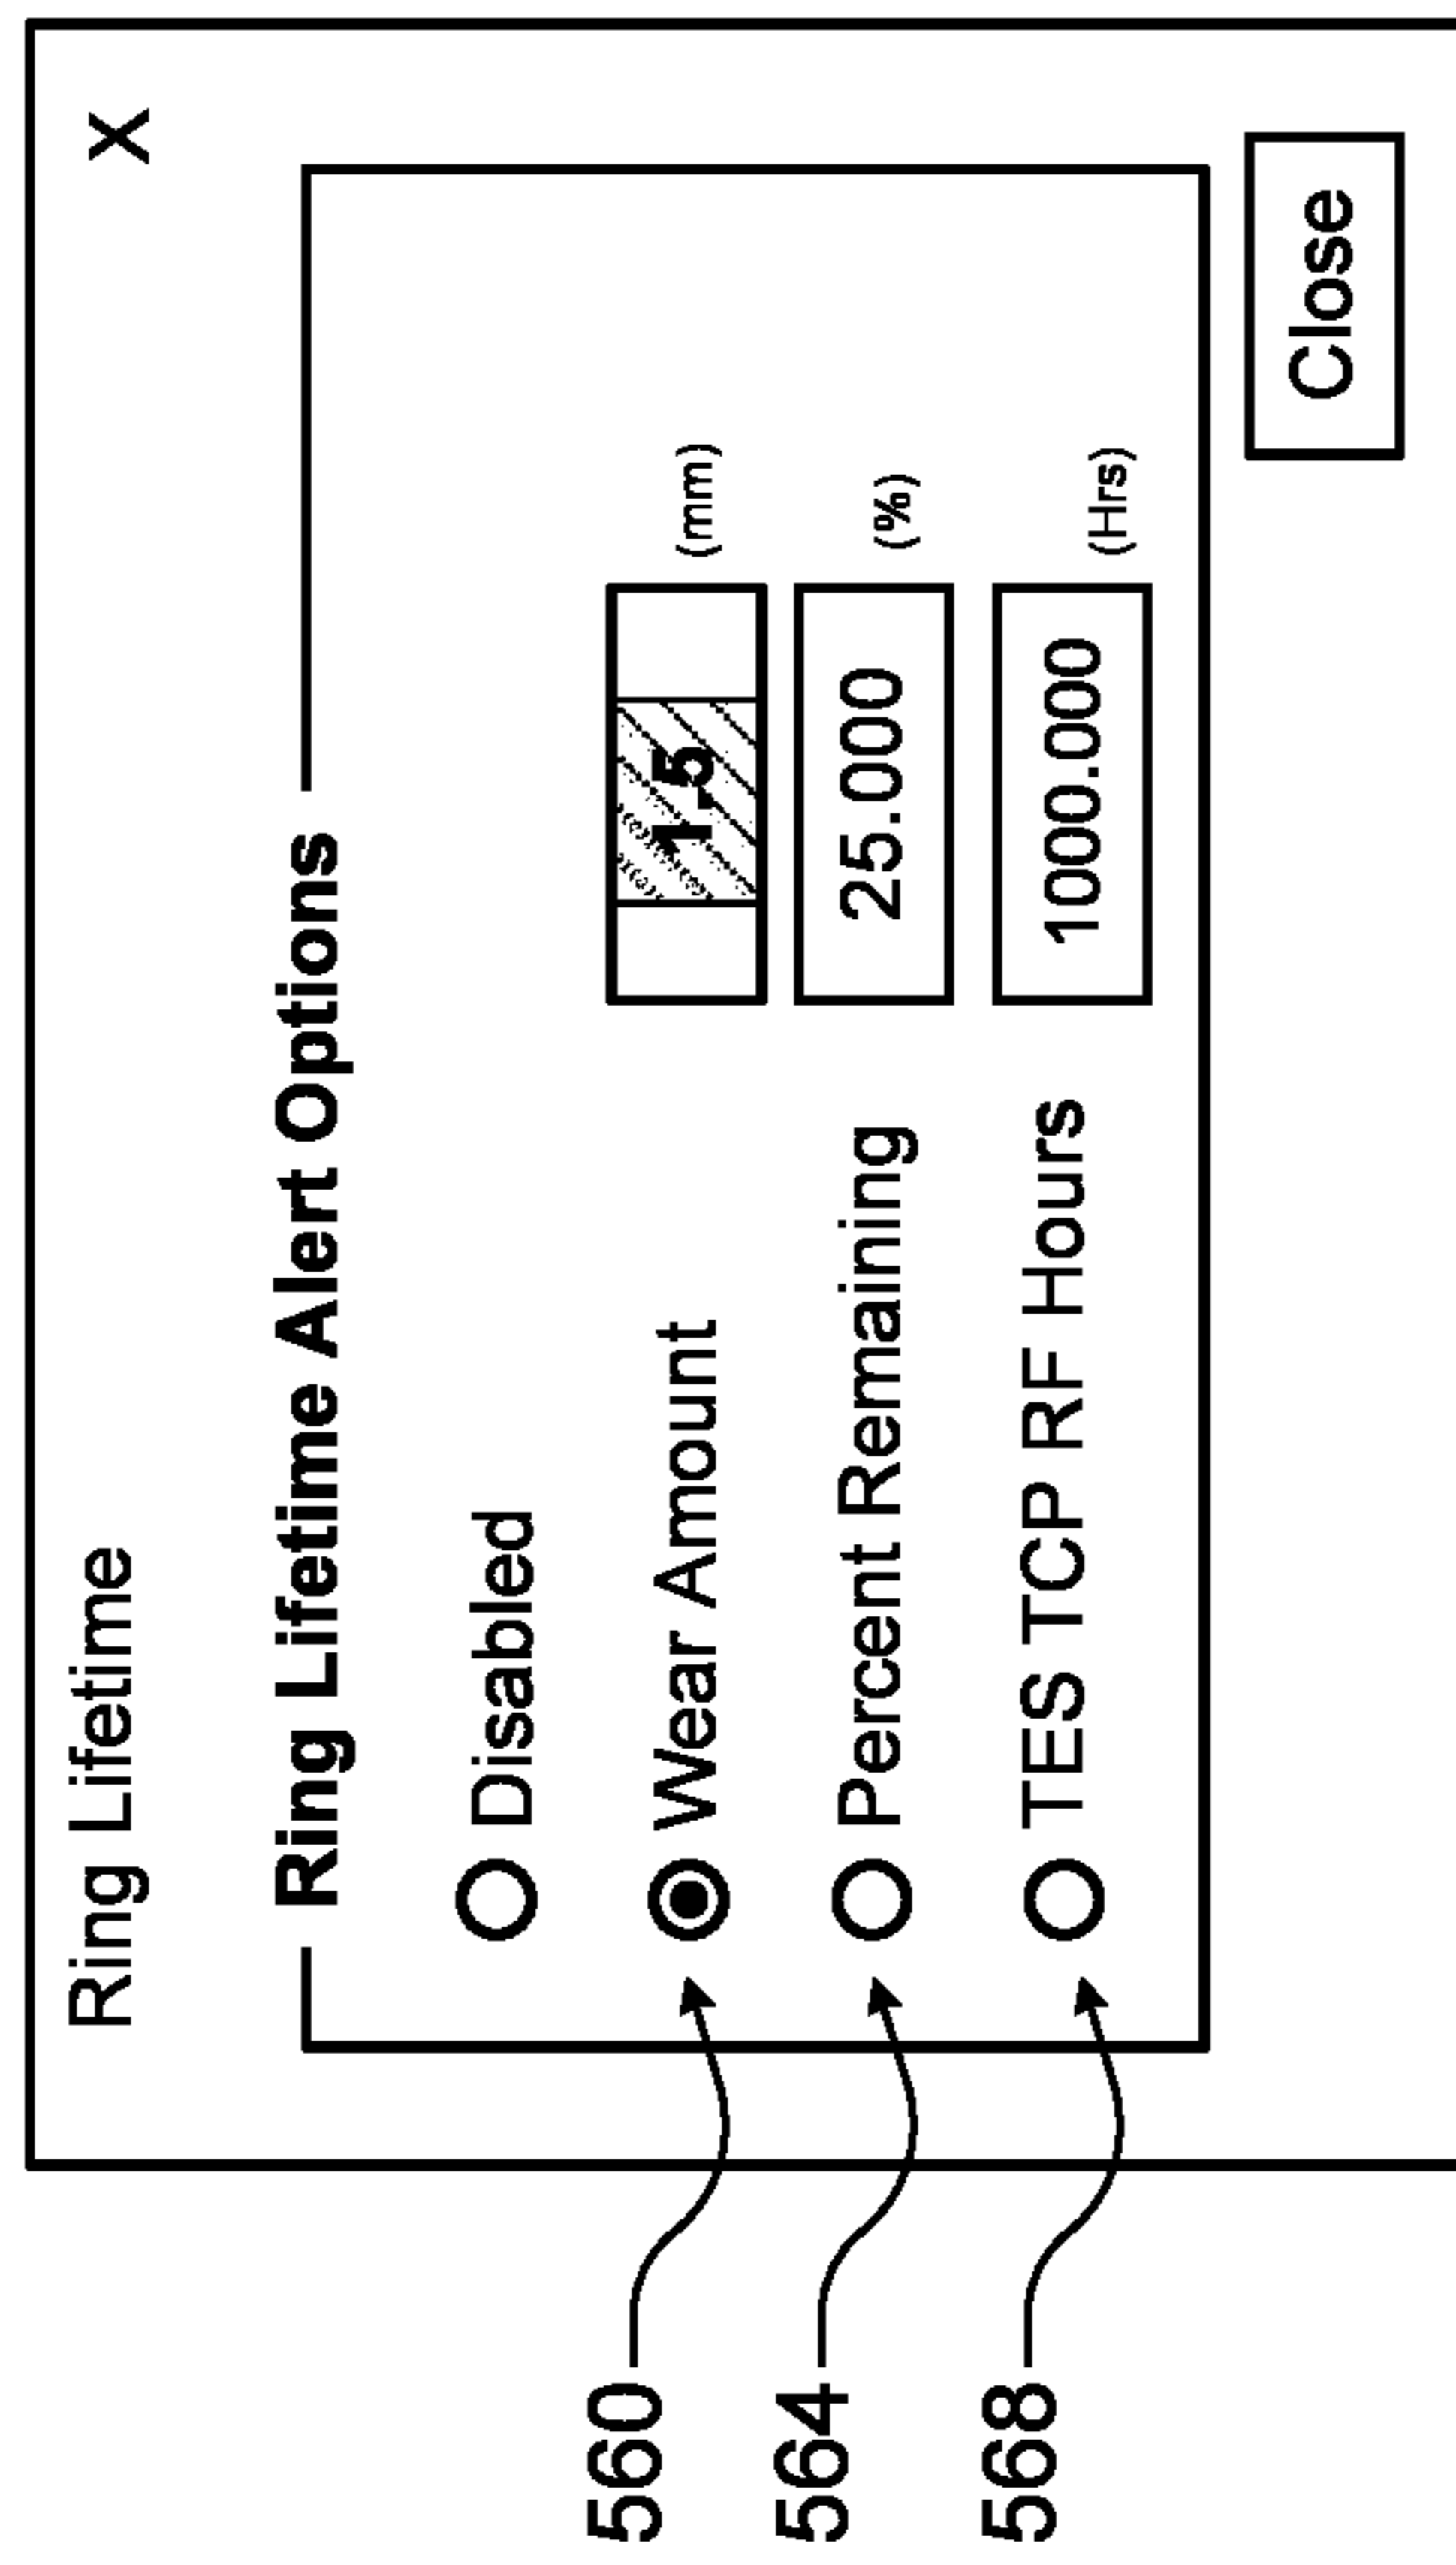 Ring Lifetime X
Ring Lifetime Alert Options
Disabled
560 Wear Amount 1.5 (mm)
564 Percent Remaining 25.000 (%)
568 TES TCP RF Hours 1000.000 (Hrs)
Close